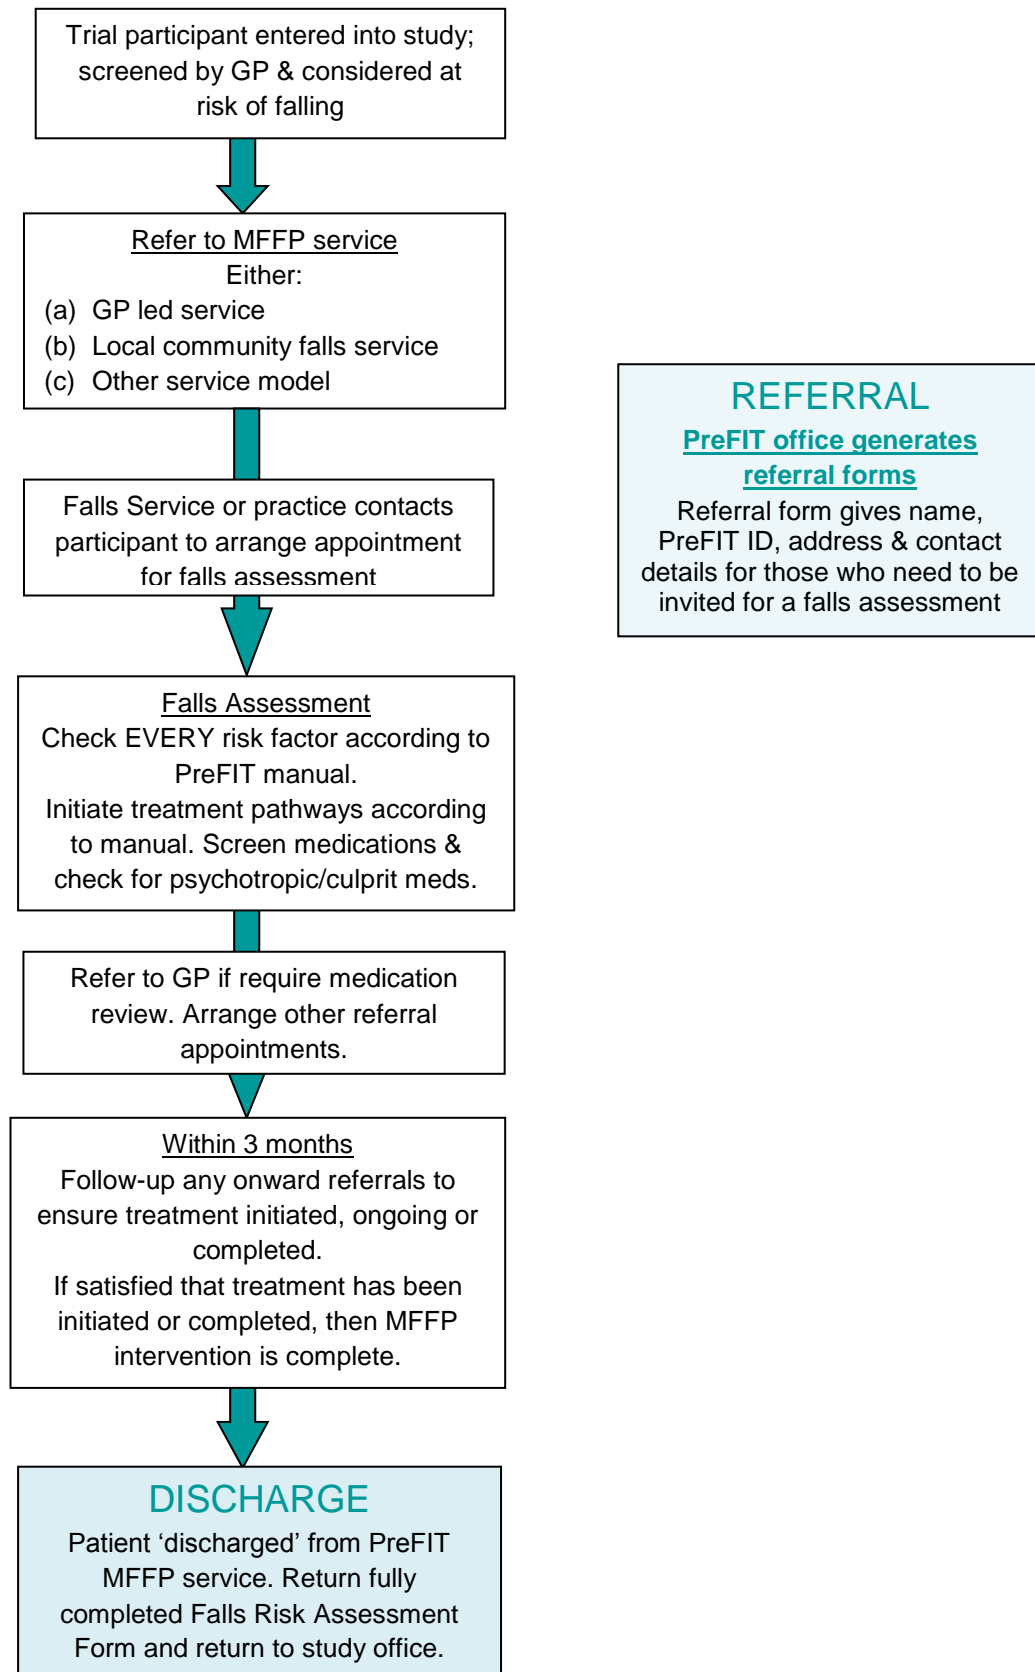 Trial participant entered into study;
screened by GP & considered at
risk of falling
Refer to MFFP service
Either:
(a) GP led service
(b) Local community falls service
(c) Other service model
REFERRAL
PreFIT office generates
referral forms
Referral form gives name,
PreFIT ID, address & contact
details for those who need to be
invited for a falls assessment
Falls Service or practice contacts
participant to arrange appointment
for falls assessment
Falls Assessment
Check EVERY risk factor according to
PreFIT manual.
Initiate treatment pathways according
to manual. Screen medications &
check for psychotropic/culprit meds.
Refer to GP if require medication
review. Arrange other referral
appointments.
Within 3 months
Follow-up any onward referrals to
ensure treatment initiated, ongoing or
completed.
If satisfied that treatment has been
initiated or completed, then MFFP
intervention is complete.
DISCHARGE
Patient ‘discharged’ from PreFIT
MFFP service. Return fully
completed Falls Risk Assessment
Form and return to study office.